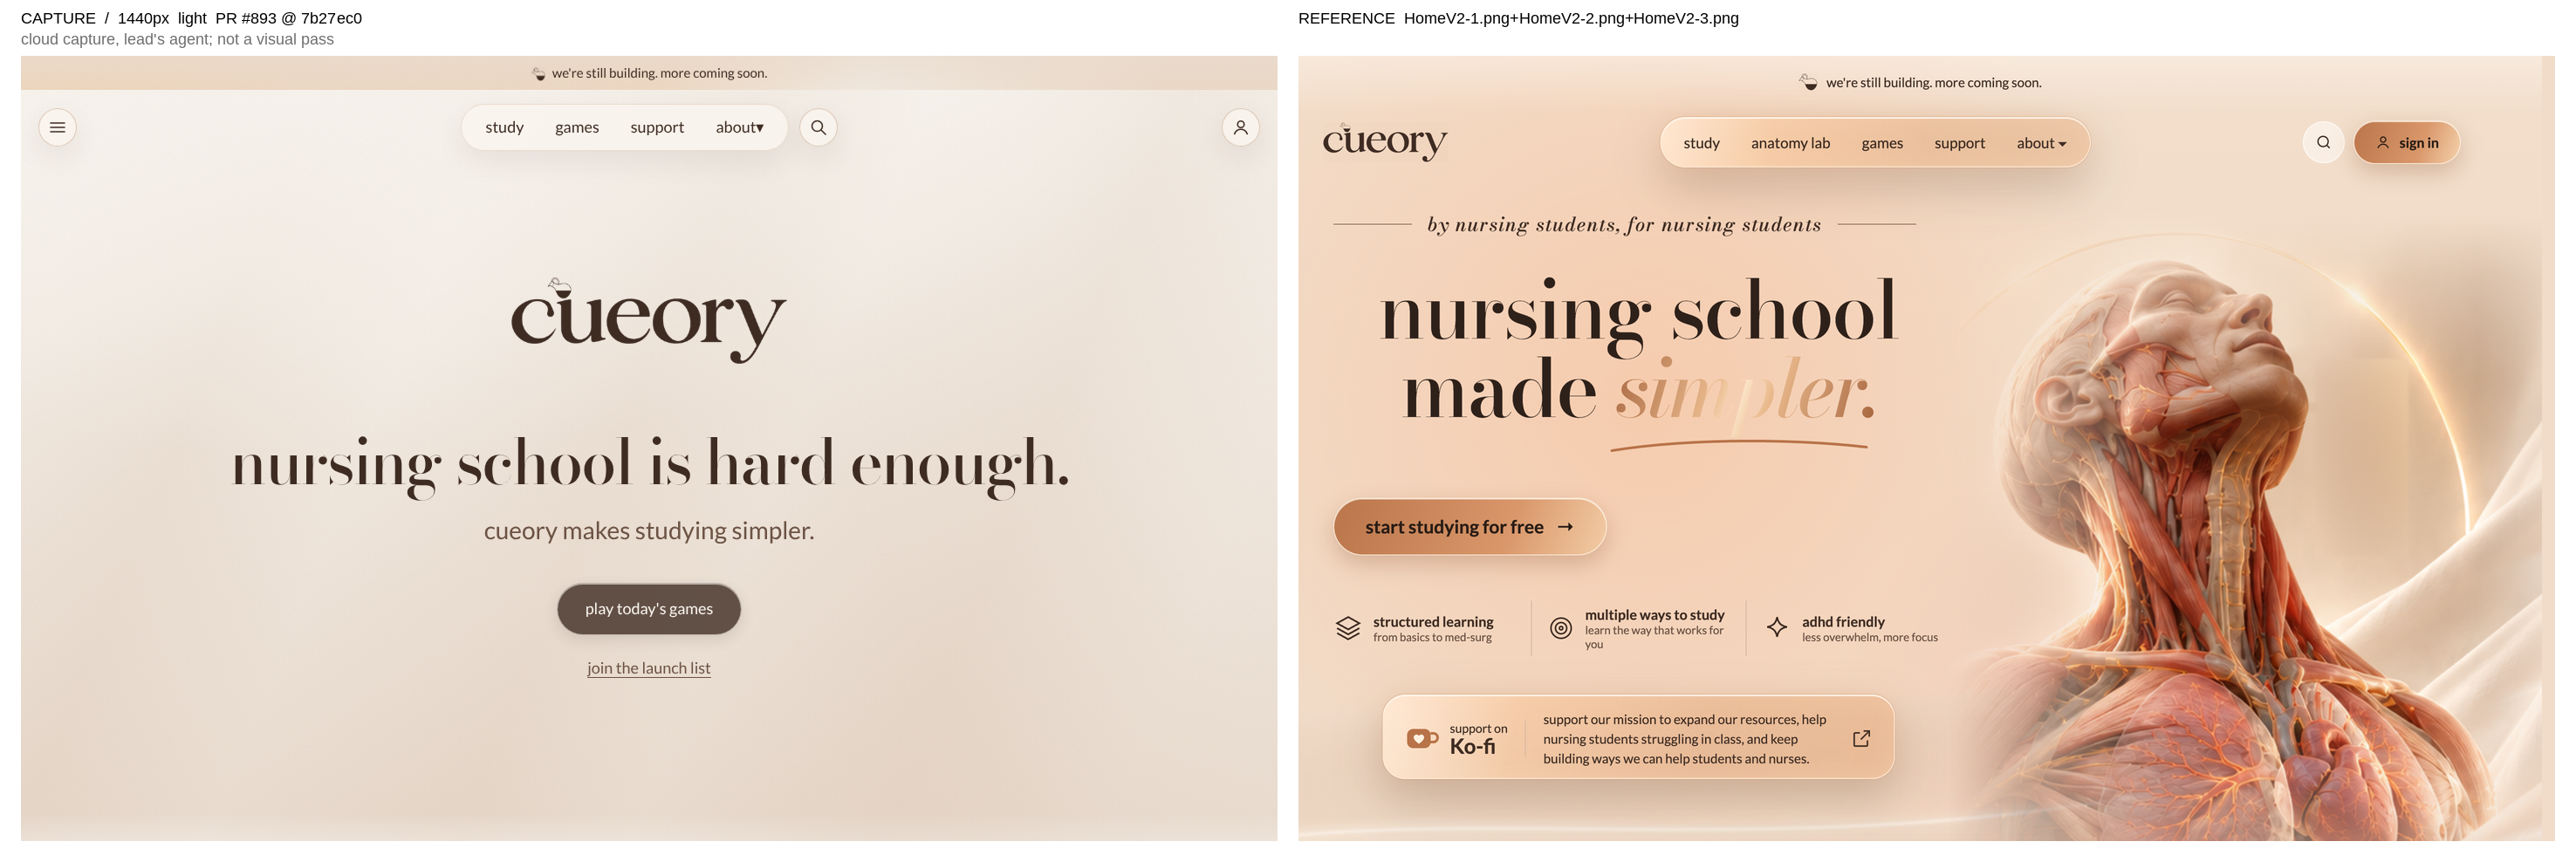 CAPTURE / 1440px light PR #893 @ 7b27ec0
cloud capture, lead's agent; not a visual pass
we're still building. more coming soon.
study games support about▾
cueory
nursing school is hard enough.
cueory makes studying simpler.
play today's games
join the launch list
REFERENCE HomeV2-1.png+HomeV2-2.png+HomeV2-3.png
we're still building. more coming soon.
cueory
study anatomy lab games support about
sign in
by nursing students, for nursing students
nursing school
made simpler.
start studying for free →
structured learning
from basics to med-surg
multiple ways to study
learn the way that works for
you
adhd friendly
less overwhelm, more focus
support on
Ko-fi
support our mission to expand our resources, help
nursing students struggling in class, and keep
building ways we can help students and nurses.